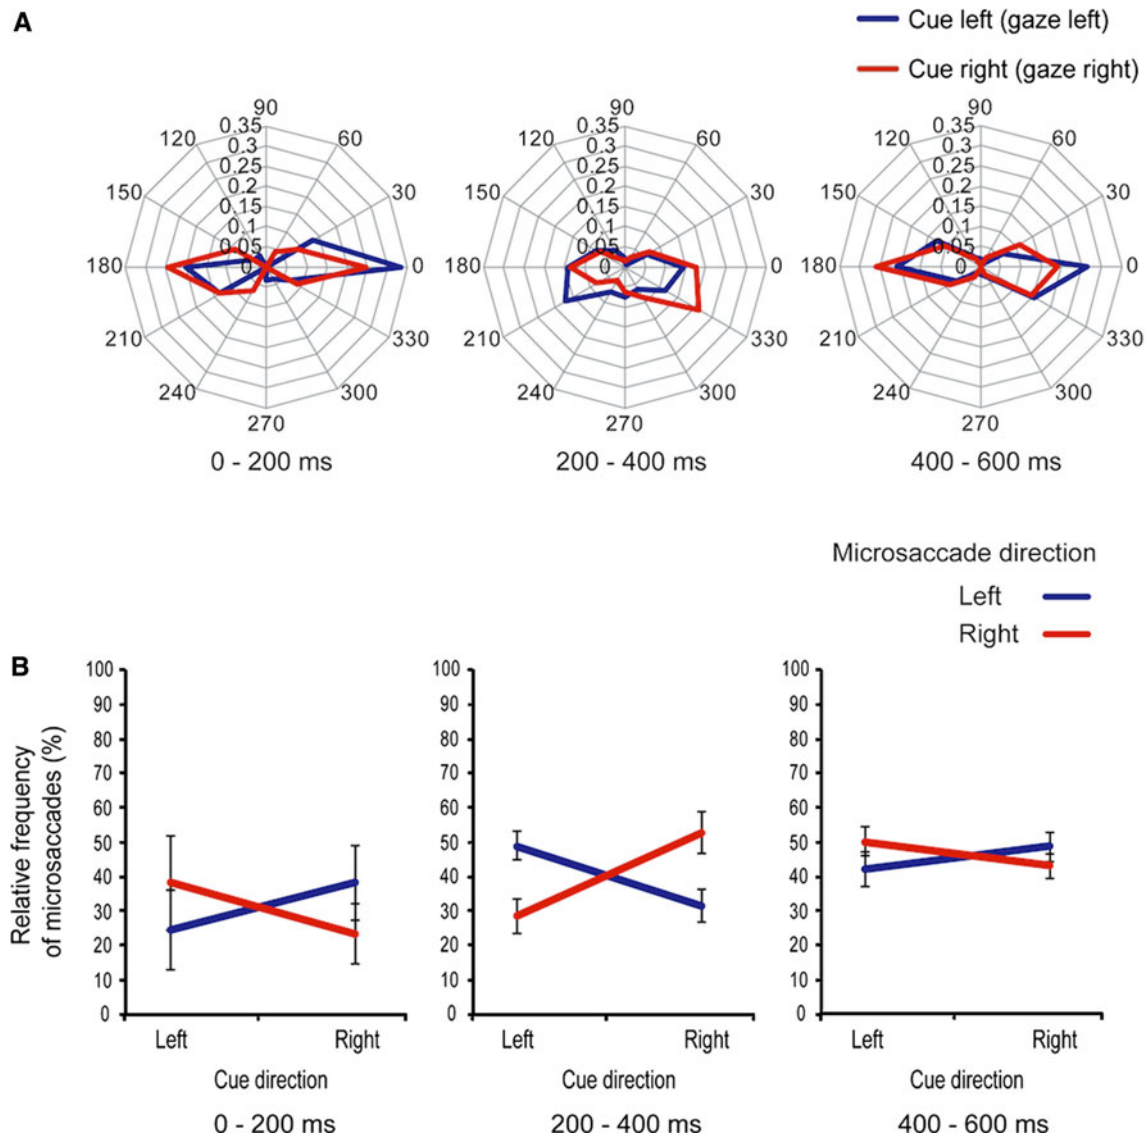 A
Cue left (gaze left)
Cue right (gaze right)
90
120 0.35 60
0.3
0.25
150 0.2 30
0.15
0.1
0.05
180 0 0
210 330
240 300
270
0 - 200 ms
90
120 0.35 60
0.3
0.25
150 0.2 30
0.15
0.1
0.05
180 0 0
210 330
240 300
270
200 - 400 ms
90
120 0.35 60
0.3
0.25
150 0.2 30
0.15
0.1
0.05
180 0 0
210 330
240 300
270
400 - 600 ms
Microsaccade direction
Left
Right
B
Relative frequency
of microsaccades (%)
100
90
80
70
60
50
40
30
20
10
0
Left Right
Cue direction
0 - 200 ms
100
90
80
70
60
50
40
30
20
10
0
Left Right
Cue direction
200 - 400 ms
100
90
80
70
60
50
40
30
20
10
0
Left Right
Cue direction
400 - 600 ms